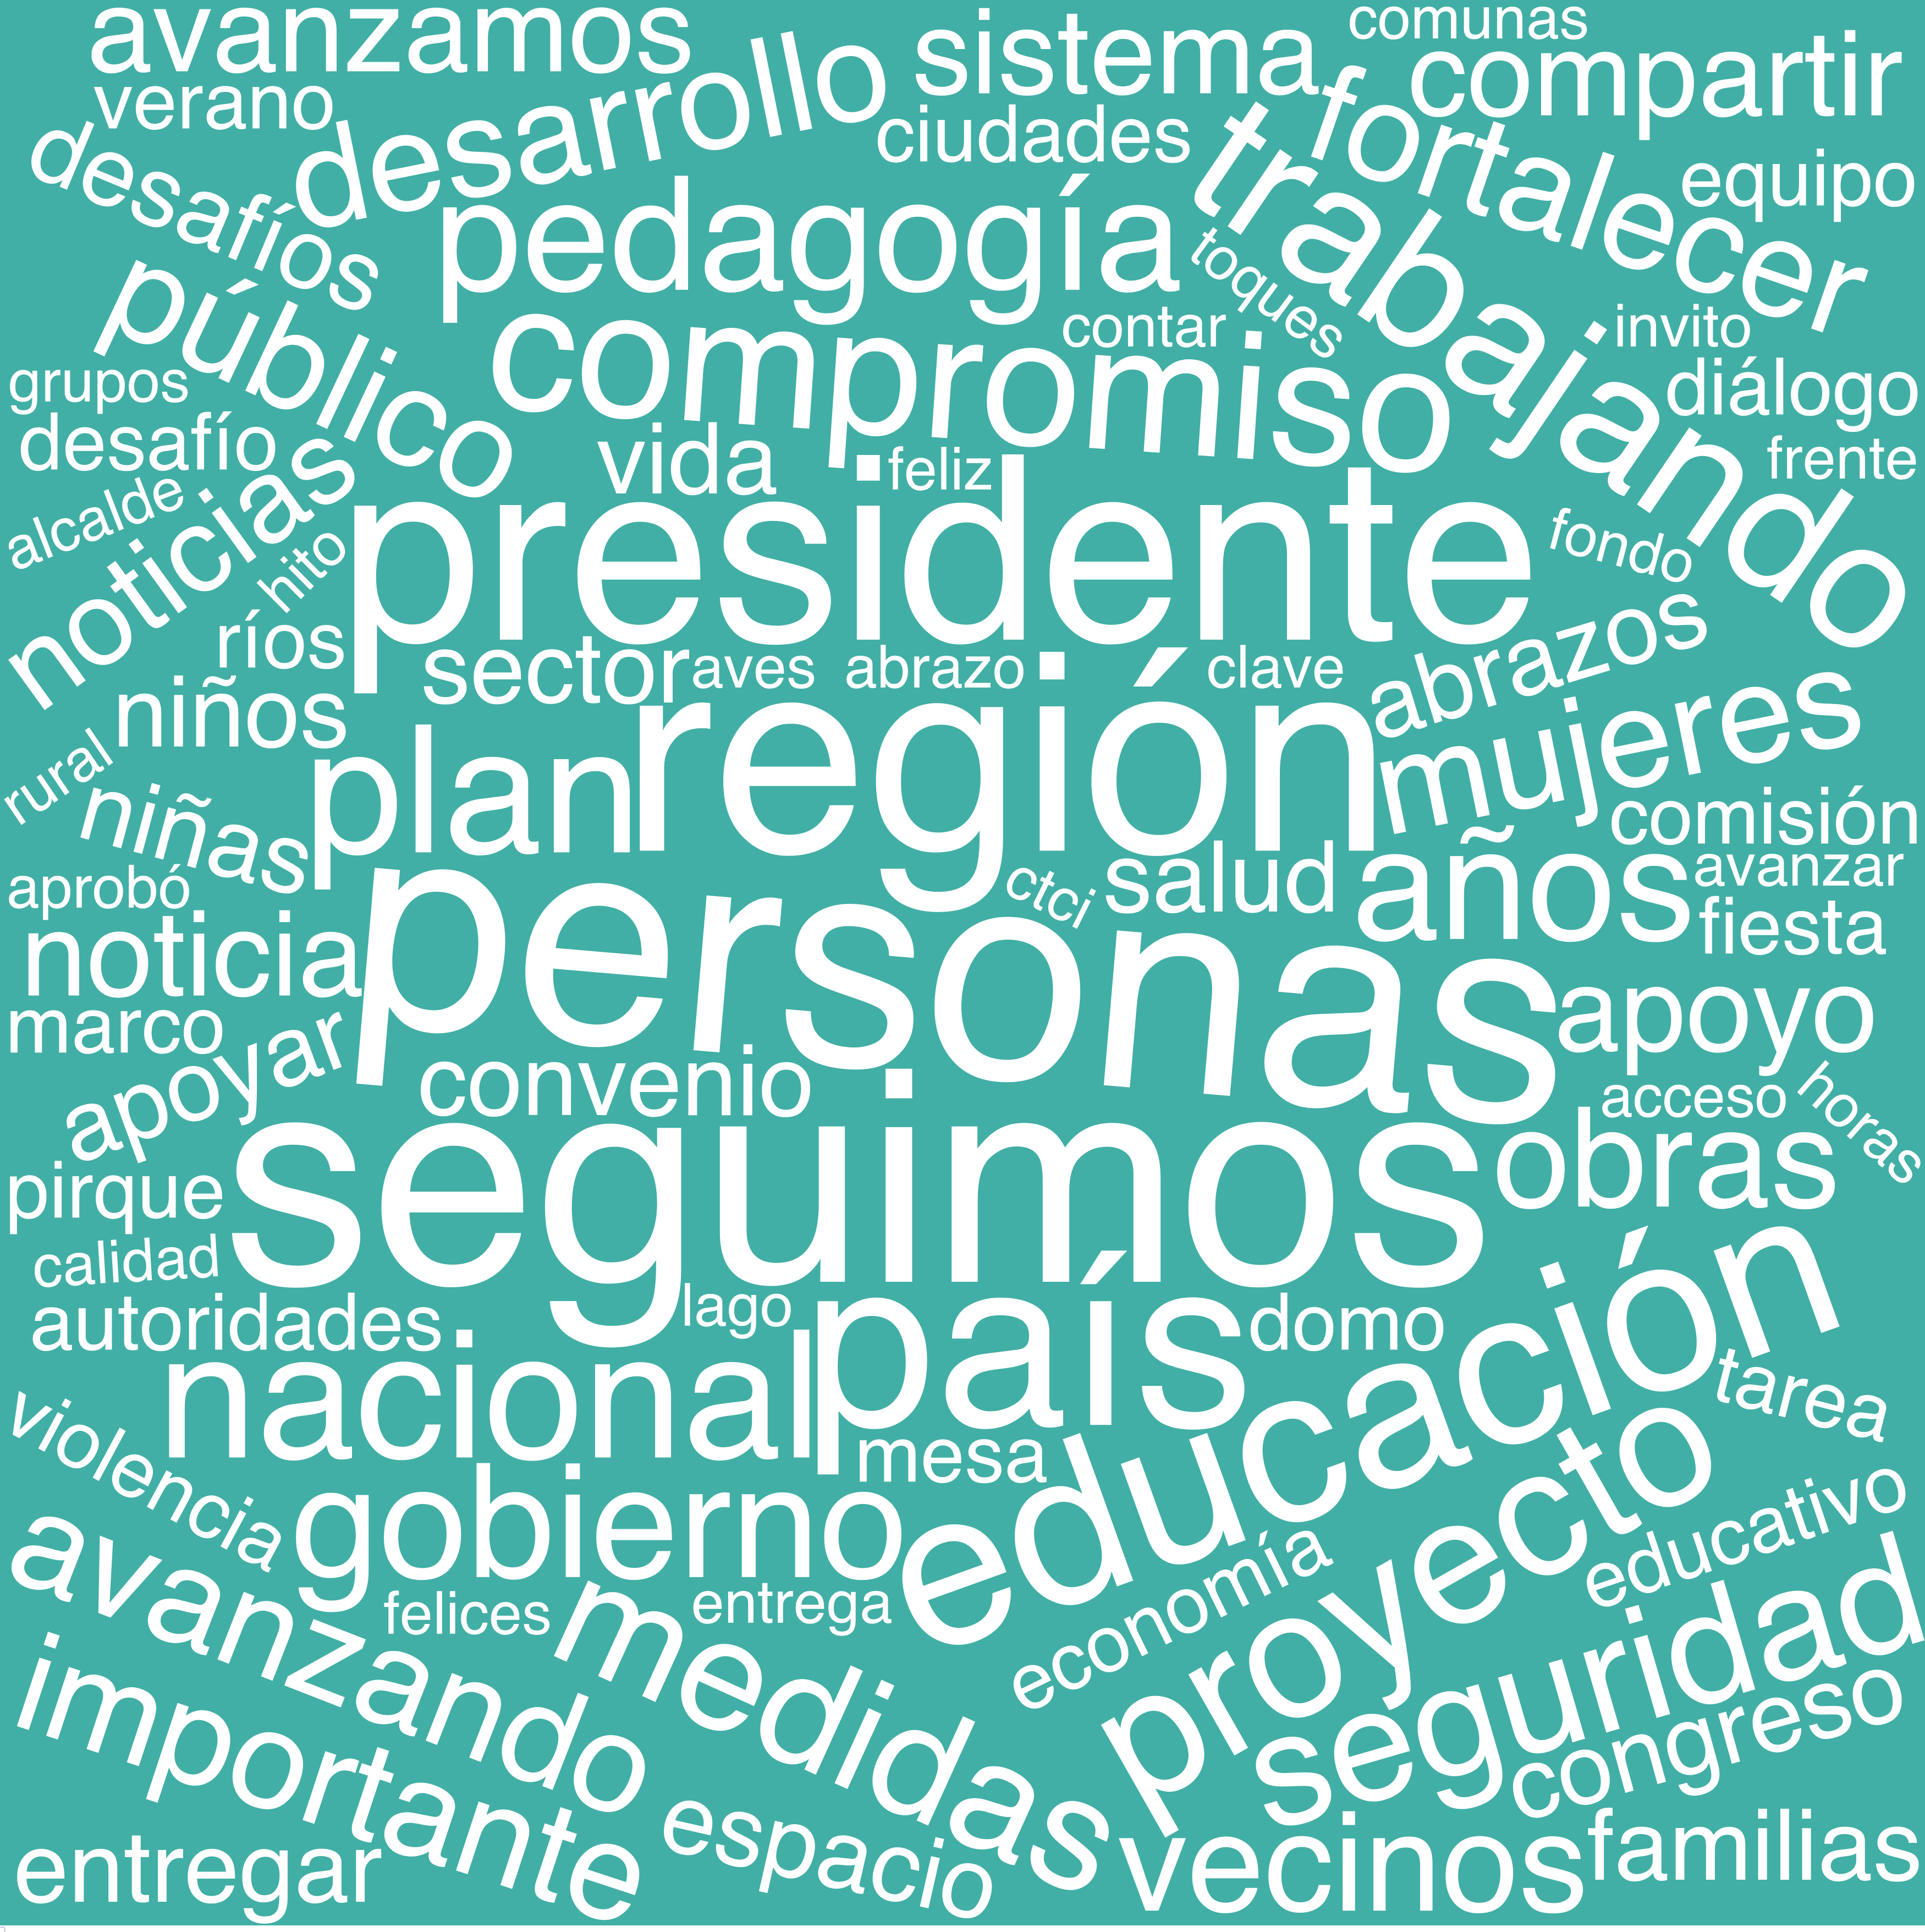 avanzamos
sistema
comunas
compartir
verano
desarrollo
ciudades
fortalecer
equipo
desafíos
pedagogía
toques
trabajando
público
compromiso
contar
invito
grupos
diálogo
desafío
vida
feliz
frente
alcalde
noticias
hito
presidente
fondo
ríos
sector
aves
abrazo
clave
abrazos
niños
región
mujeres
rural
plan
niñas
comisión
aprobó
ctci
salud
años
avanzar
noticia
personas
fiesta
marco
apoyo
apoyar
convenio
acceso
horas
pirque
seguimos
obras
calidad
autoridades
lago
país
domo
educación
nacional
tarea
violencia
mesa
gobierno
proyecto
educativo
avanzando
felices
entrega
economía
medidas
seguridad
importante
congreso
entregar
espacio
vecinos
familias